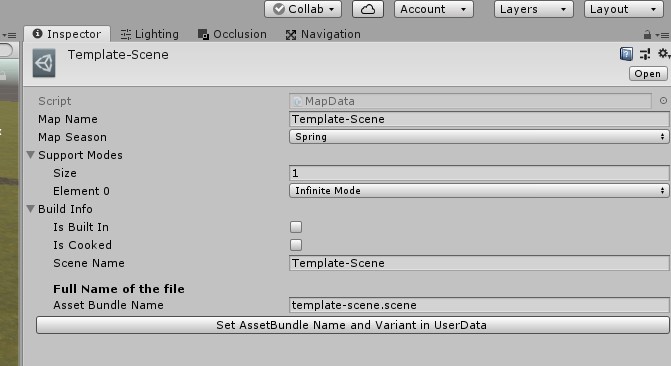 Collab Account Layers Layout
Inspector Lighting Occlusion Navigation
Template-Scene
Open
Script MapData
Map Name Template-Scene
Map Season Spring
Support Modes
Size 1
Element 0 Infinite Mode
Build Info
Is Built In
Is Cooked
Scene Name Template-Scene
Full Name of the file
Asset Bundle Name template-scene.scene
Set AssetBundle Name and Variant in UserData